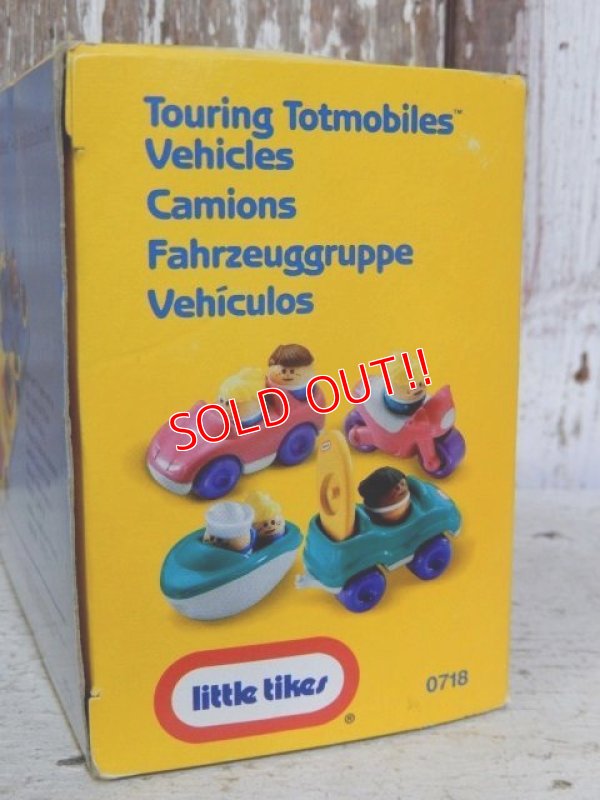 Touring Totmobiles™
Vehicles
Camions
Fahrzeuggruppe
Vehículos
SOLD OUT!!
little tikes®
0718